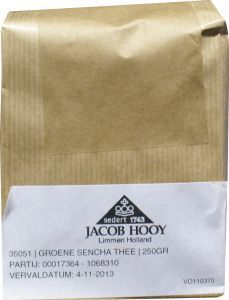 sedert 1743
JACOB HOOY
Limmen Holland
35051 | GROENE SENCHA THEE | 250GR
PARTIJ: 00017364 - 1068310
VERVALDATUM: 4-11-2013
VO110370